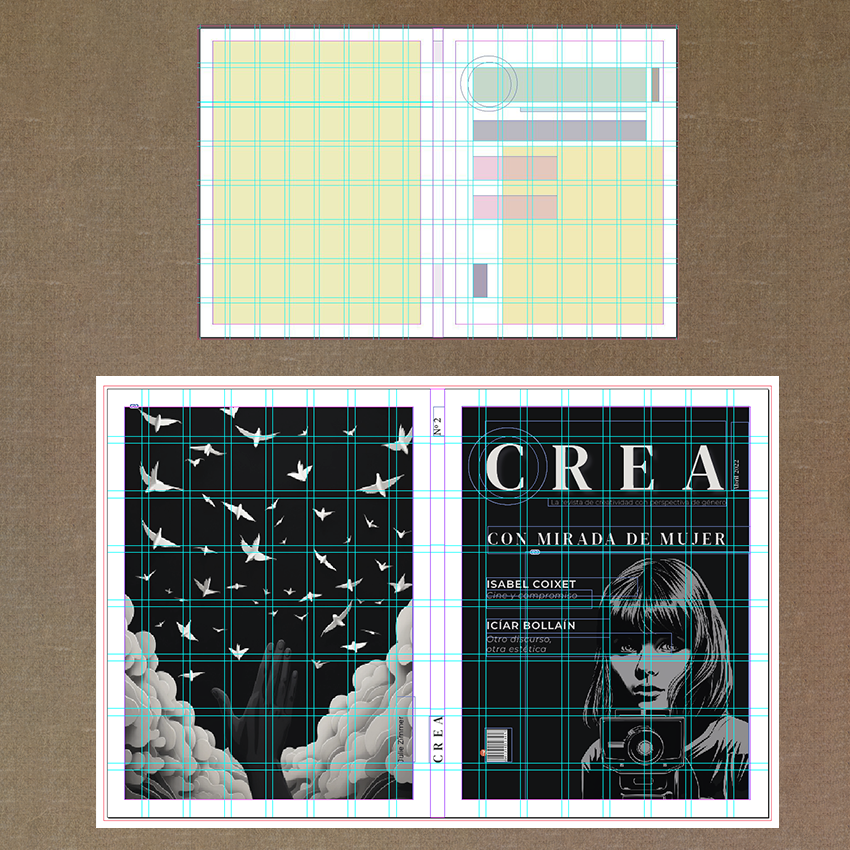 Nº 2
CREA
Abril 2022
La revista de creatividad con perspectiva de género
CON MIRADA DE MUJER
ISABEL COIXET
Cine y compromiso
ICÍAR BOLLAÍN
Otro discurso,
otra estética
Julie Zimmer
CREA